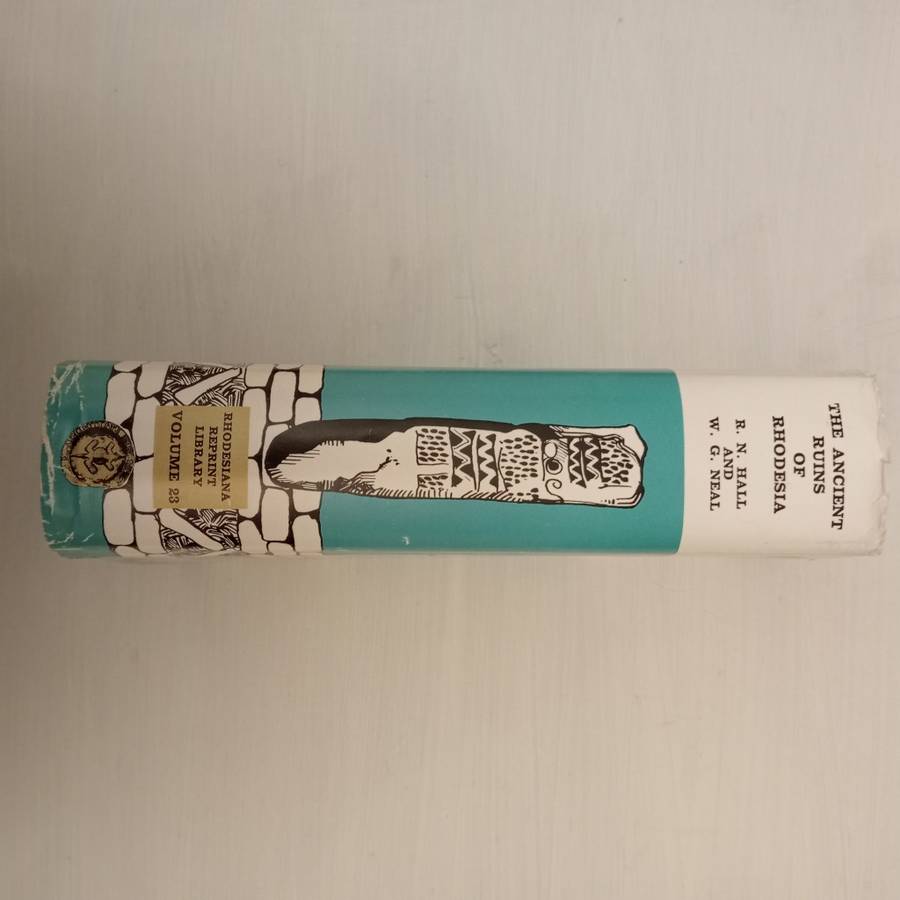 THE ANCIENT
RUINS
OF
RHODESIA
R. N. HALL
AND
W. G. NEAL
RHODESIANA
REPRINT
LIBRARY
VOLUME 23